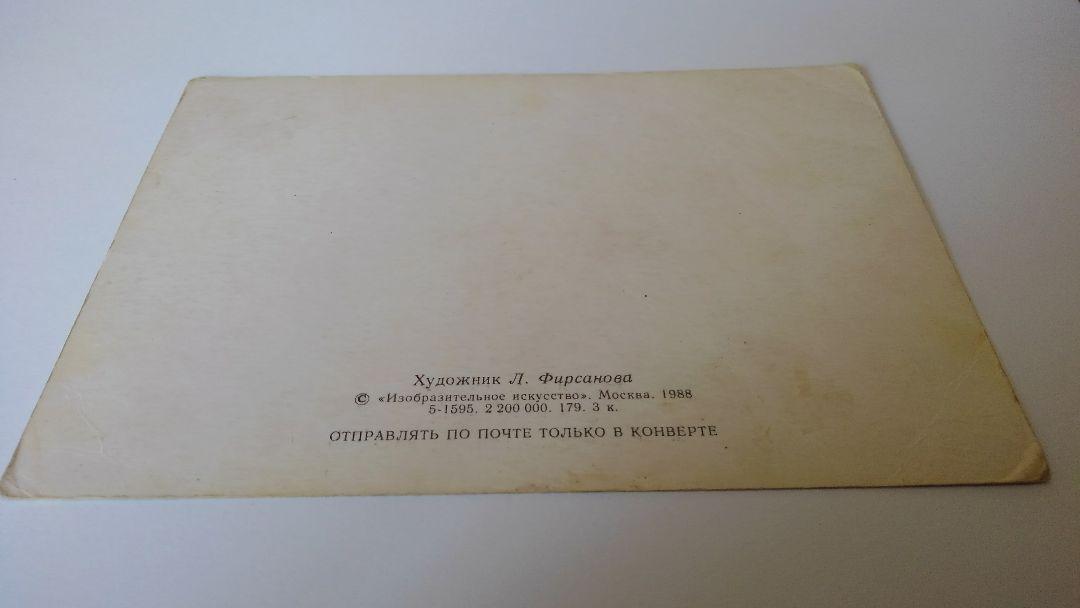 Художник Л. Фирсанова
© «Изобразительное искусство». Москва. 1988
5-1595. 2 200 000. 179. 3 к.
ОТПРАВЛЯТЬ ПО ПОЧТЕ ТОЛЬКО В КОНВЕРТЕ